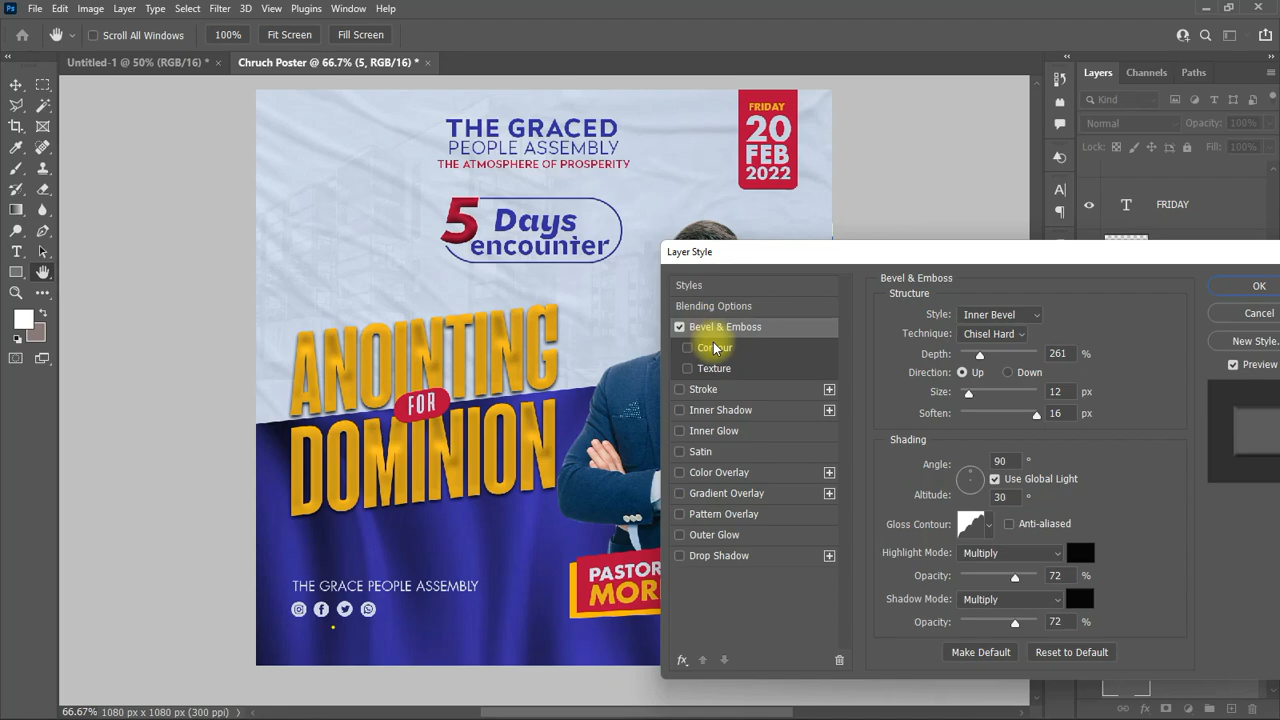 Ps File Edit Image Layer Type Select Filter 3D View Plugins Window Help
Scroll All Windows 100% Fit Screen Fill Screen
Untitled-1 @ 50% (RGB/16) * × Chruch Poster @ 66.7% (5, RGB/16) * ×
Layers Channels Paths
Kind
Normal Opacity: 100%
Lock: Fill: 100%
T FRIDAY
THE GRACED
PEOPLE ASSEMBLY
THE ATMOSPHERE OF PROSPERITY
FRIDAY
20
FEB
2022
5 Days
encounter
ANOINTING
FOR
DOMINION
THE GRACE PEOPLE ASSEMBLY
PASTOR
MOR
Layer Style
Styles
Blending Options
Bevel & Emboss
Contour
Texture
Stroke
Inner Shadow
Inner Glow
Satin
Color Overlay
Gradient Overlay
Pattern Overlay
Outer Glow
Drop Shadow
fx
Bevel & Emboss
Structure
Style: Inner Bevel
Technique: Chisel Hard
Depth: 261 %
Direction: Up Down
Size: 12 px
Soften: 16 px
Shading
Angle: 90 °
Use Global Light
Altitude: 30 °
Gloss Contour: Anti-aliased
Highlight Mode: Multiply
Opacity: 72 %
Shadow Mode: Multiply
Opacity: 72 %
Make Default Reset to Default
OK
Cancel
New Style.
Preview
66.67% 1080 px x 1080 px (300 ppi)